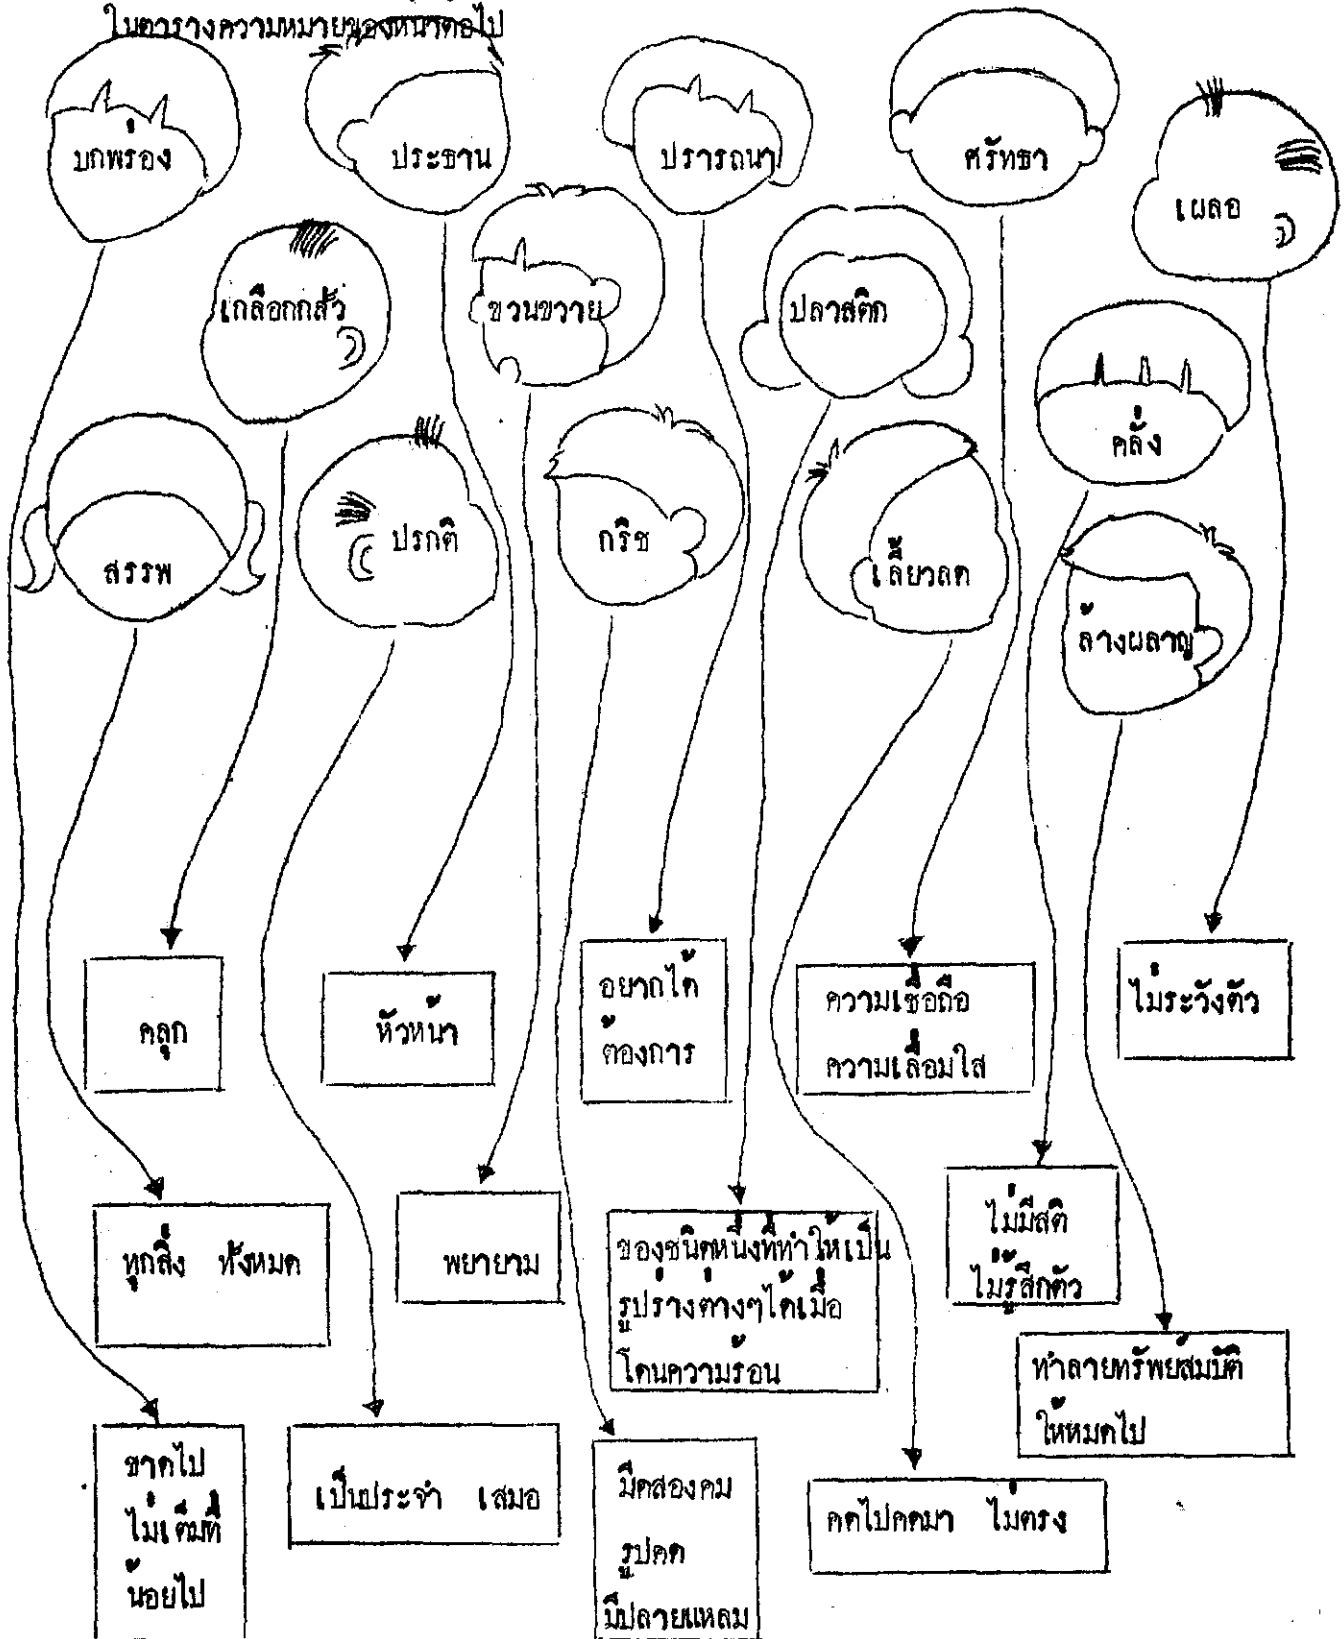 ในตารางความหมายของหน้าต่อไป
บกพร่อง
ประธาน
ปรารถนา
ศรัทธา
เผลอ
เกลือกกลั้ว
ขวนขวาย
ปลาสติก
คลั่ง
สรรพ
ปรกติ
กริช
เลี้ยวลด
ล้างผลาญ
คลุก
หัวหน้า
อยากได้
ต้องการ
ความเชื่อถือ
ความเลื่อมใส
ไม่ระวังตัว
ทุกสิ่ง ทั้งหมด
พยายาม
ของชนิดหนึ่งที่ทำให้เป็น
รูปร่างต่างๆได้เมื่อ
โดนความร้อน
ไม่มีสติ
ไม่รู้สึกตัว
ทำลายทรัพย์สมบัติ
ให้หมดไป
ขาดไป
ไม่เต็มที่
น้อยไป
เป็นประจำ เสมอ
มีดสองคม
รูปคด
มีปลายแหลม
คดไปคดมา ไม่ตรง